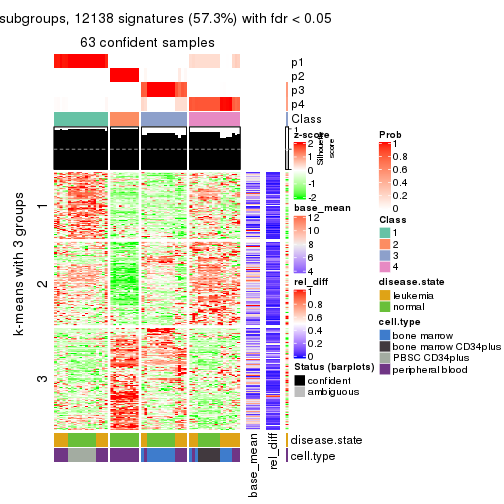 subgroups, 12138 signatures (57.3%) with fdr < 0.05
63 confident samples
p1
p2
p3
p4
Class
1
Silhouette
score
k-means with 3 groups
1
2
3
z-score
2
1
0
-1
-2
base_mean
12
10
8
6
4
rel_diff
1
0.8
0.6
0.4
0.2
0
Status (barplots)
confident
ambiguous
Prob
1
0.8
0.6
0.4
0.2
0
Class
1
2
3
4
disease.state
leukemia
normal
cell.type
bone marrow
bone marrow CD34plus
PBSC CD34plus
peripheral blood
disease.state
cell.type
base_mean
rel_diff